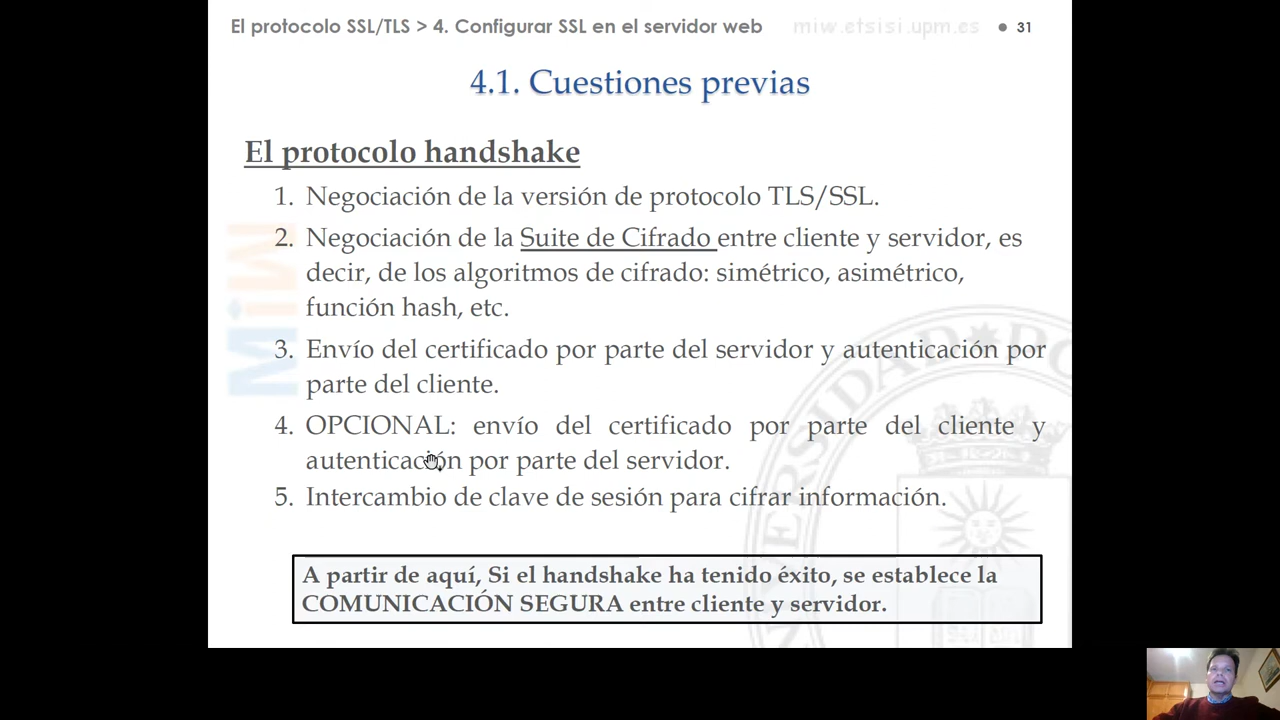 El protocolo SSL/TLS > 4. Configurar SSL en el servidor web
miw.etsisi.upm.es
31
4.1. Cuestiones previas
El protocolo handshake
1. Negociación de la versión de protocolo TLS/SSL.
2. Negociación de la Suite de Cifrado entre cliente y servidor, es
decir, de los algoritmos de cifrado: simétrico, asimétrico,
función hash, etc.
3. Envío del certificado por parte del servidor y autenticación por
parte del cliente.
4. OPCIONAL: envío del certificado por parte del cliente y
autenticación por parte del servidor.
5. Intercambio de clave de sesión para cifrar información.
A partir de aquí, Si el handshake ha tenido éxito, se establece la
COMUNICACIÓN SEGURA entre cliente y servidor.
MiW